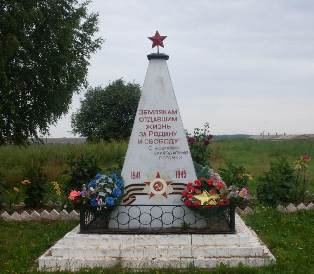 ЗЕМЛЯКАМ
ОТДАВШИМ
ЖИЗНЬ
ЗА РОДИНУ
И СВОБОДУ
1941 1945